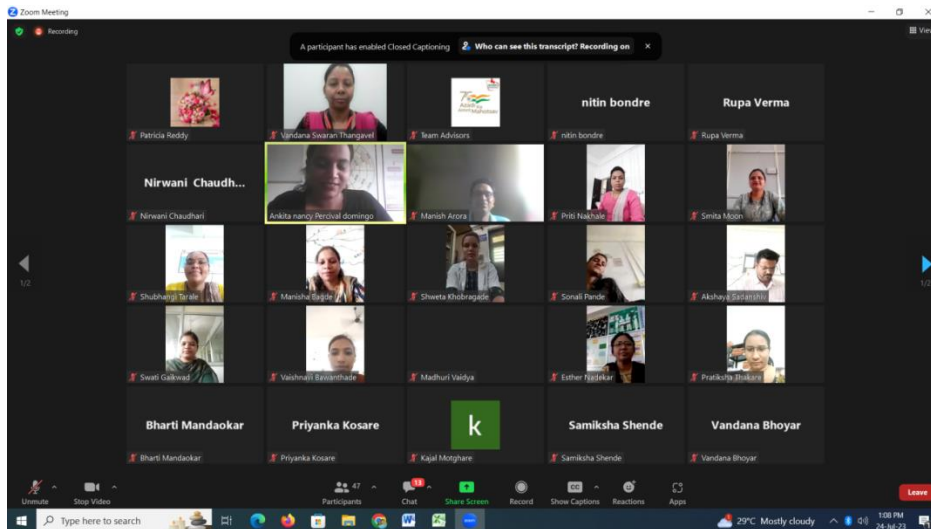 Zoom Meeting
Recording
View
A participant has enabled Closed Captioning
Who can see this transcript? Recording on
Patricia Reddy
Vandana Swaran Thangavel
Team Advisors
nitin bondre
nitin bondre
Rupa Verma
Rupa Verma
Nirwani Chaudh...
Nirwani Chaudhari
Ankita nancy Percival domingo
Manish Arora
Priti Nakhale
Smita Moon
1/2
1/2
Shubhangi Tarale
Manisha Bagde
Shweta Khobragade
Sonali Pande
Akshaya Sadanshiv
Swati Gaikwad
Vaishnavi Bawanthade
Madhuri Vaidya
Esther Nadekar
Pratiksha Thakare
Bharti Mandaokar
Bharti Mandaokar
Priyanka Kosare
Priyanka Kosare
k
Kajal Motghare
Samiksha Shende
Samiksha Shende
Vandana Bhoyar
Vandana Bhoyar
Unmute
Stop Video
47
Participants
13
Chat
Share Screen
Record
CC
Show Captions
Reactions
Apps
Leave
Type here to search
29°C Mostly cloudy
1:08 PM
24-Jul-23